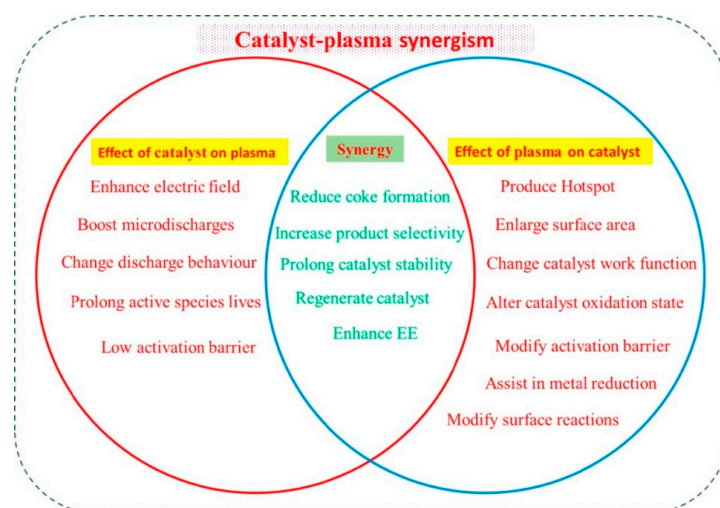 Catalyst-plasma synergism
Effect of catalyst on plasma
Enhance electric field
Boost microdischarges
Change discharge behaviour
Prolong active species lives
Low activation barrier
Synergy
Reduce coke formation
Increase product selectivity
Prolong catalyst stability
Regenerate catalyst
Enhance EE
Effect of plasma on catalyst
Produce Hotspot
Enlarge surface area
Change catalyst work function
Alter catalyst oxidation state
Modify activation barrier
Assist in metal reduction
Modify surface reactions